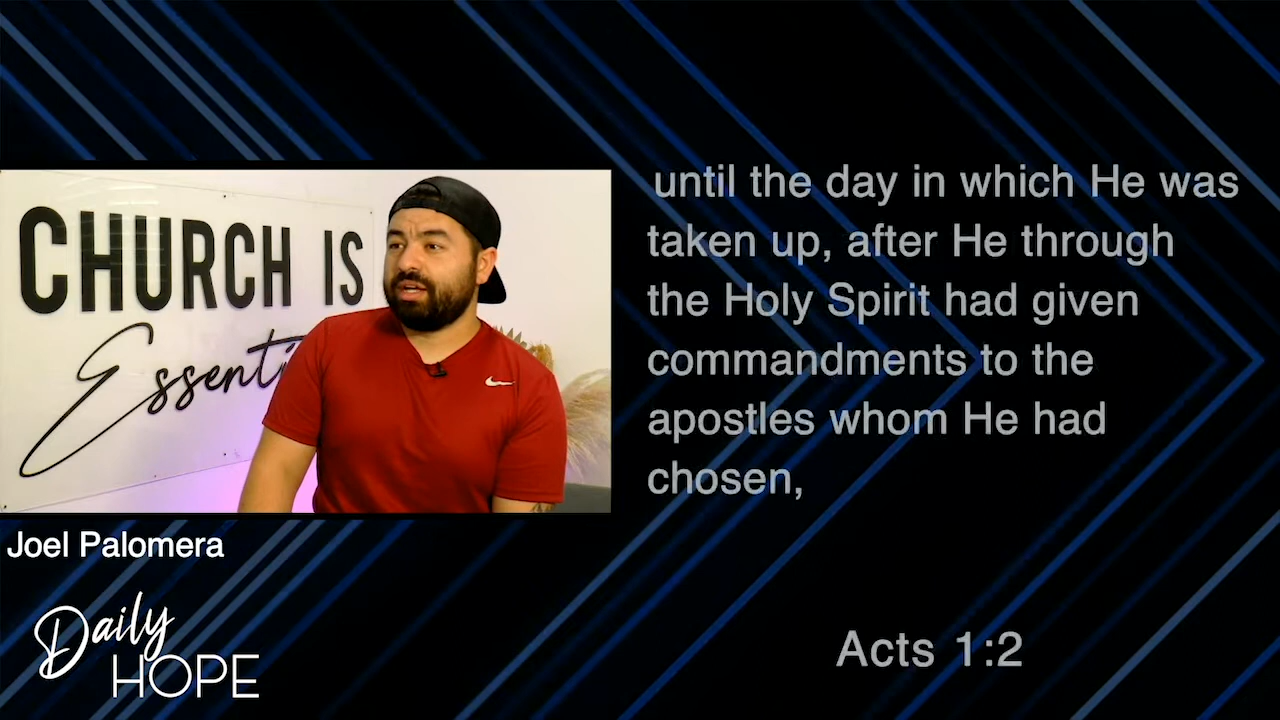 CHURCH IS
Essenti
until the day in which He was
taken up, after He through
the Holy Spirit had given
commandments to the
apostles whom He had
chosen,
Joel Palomera
Daily
HOPE
Acts 1:2